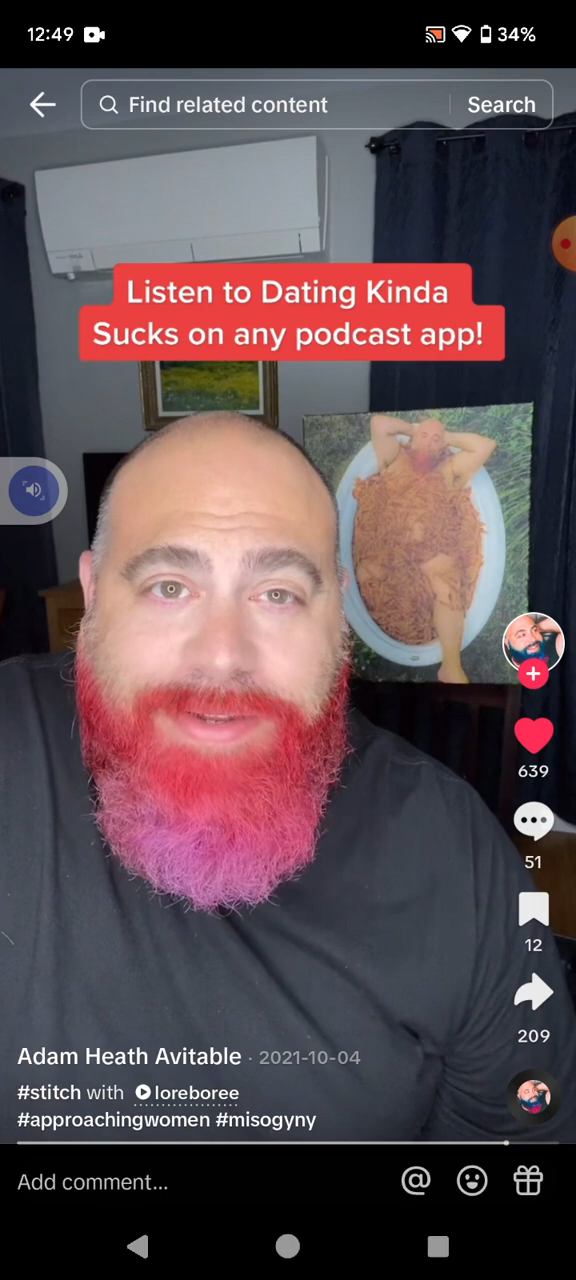 12:49
34%
Find related content
Search
Listen to Dating Kinda
Sucks on any podcast app!
639
51
12
209
Adam Heath Avitable · 2021-10-04
#stitch with loreboree
#approachingwomen #misogyny
Add comment...